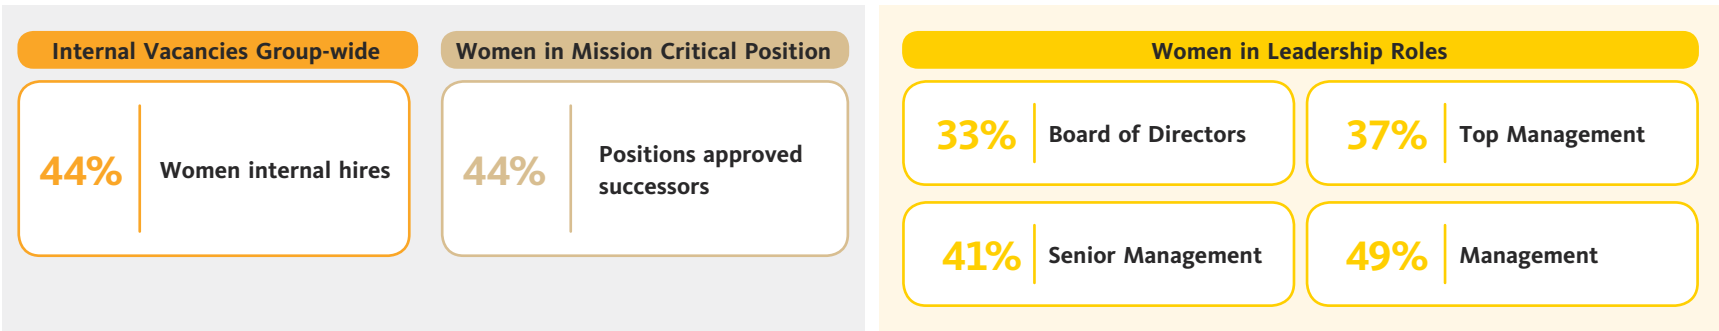 Internal Vacancies Group-wide
44%
Women internal hires
Women in Mission Critical Position
44%
Positions approved
successors
Women in Leadership Roles
33%
Board of Directors
37%
Top Management
41%
Senior Management
49%
Management